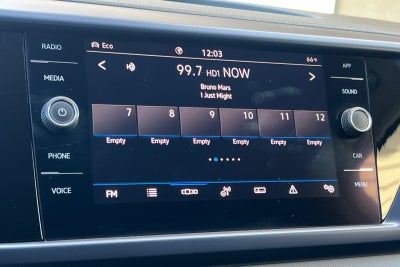 RADIO
MEDIA
PHONE
VOICE
Eco
12:03
66°F
99.7 HD1 NOW
Bruno Mars
I Just Might
7 8 9 10 11 12
Empty Empty Empty Empty Empty Empty
FM
APP
SOUND
CAR
MENU